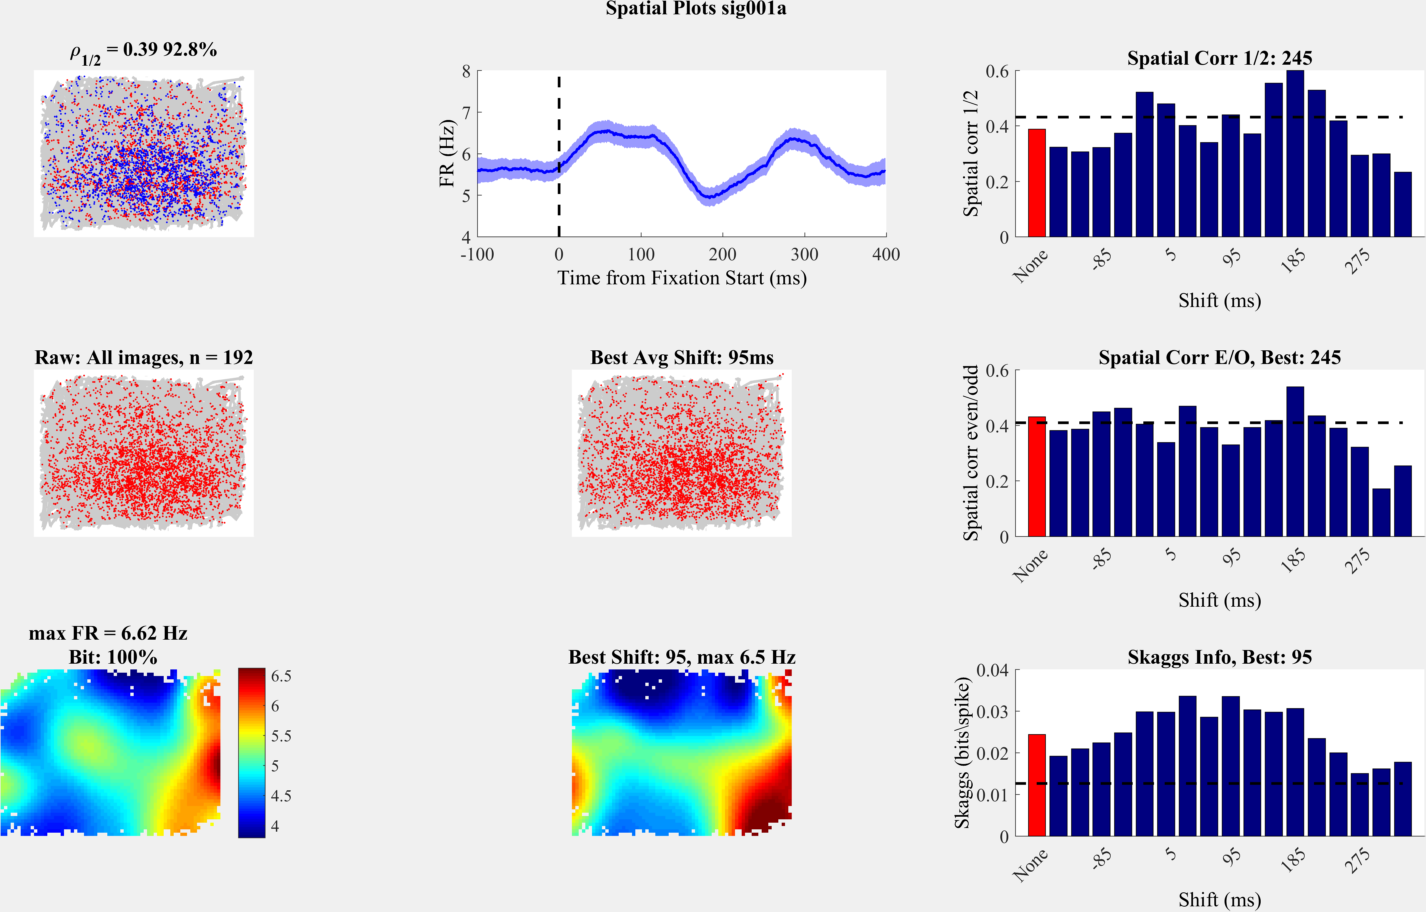 Spatial Plots sig001a
ρ1/2 = 0.39 92.8%
8
7
6
5
4
FR (Hz)
-100 0 100 200 300 400
Time from Fixation Start (ms)
Spatial Corr 1/2: 245
0.6
0.4
0.2
0
Spatial corr 1/2
None -85 5 95 185 275
Shift (ms)
Raw: All images, n = 192
Best Avg Shift: 95ms
Spatial Corr E/O, Best: 245
0.6
0.4
0.2
0
Spatial corr even/odd
None -85 5 95 185 275
Shift (ms)
max FR = 6.62 Hz
Bit: 100%
6.5
6
5.5
5
4.5
4
Best Shift: 95, max 6.5 Hz
Skaggs Info, Best: 95
0.04
0.03
0.02
0.01
0
Skaggs (bits\spike)
None -85 5 95 185 275
Shift (ms)